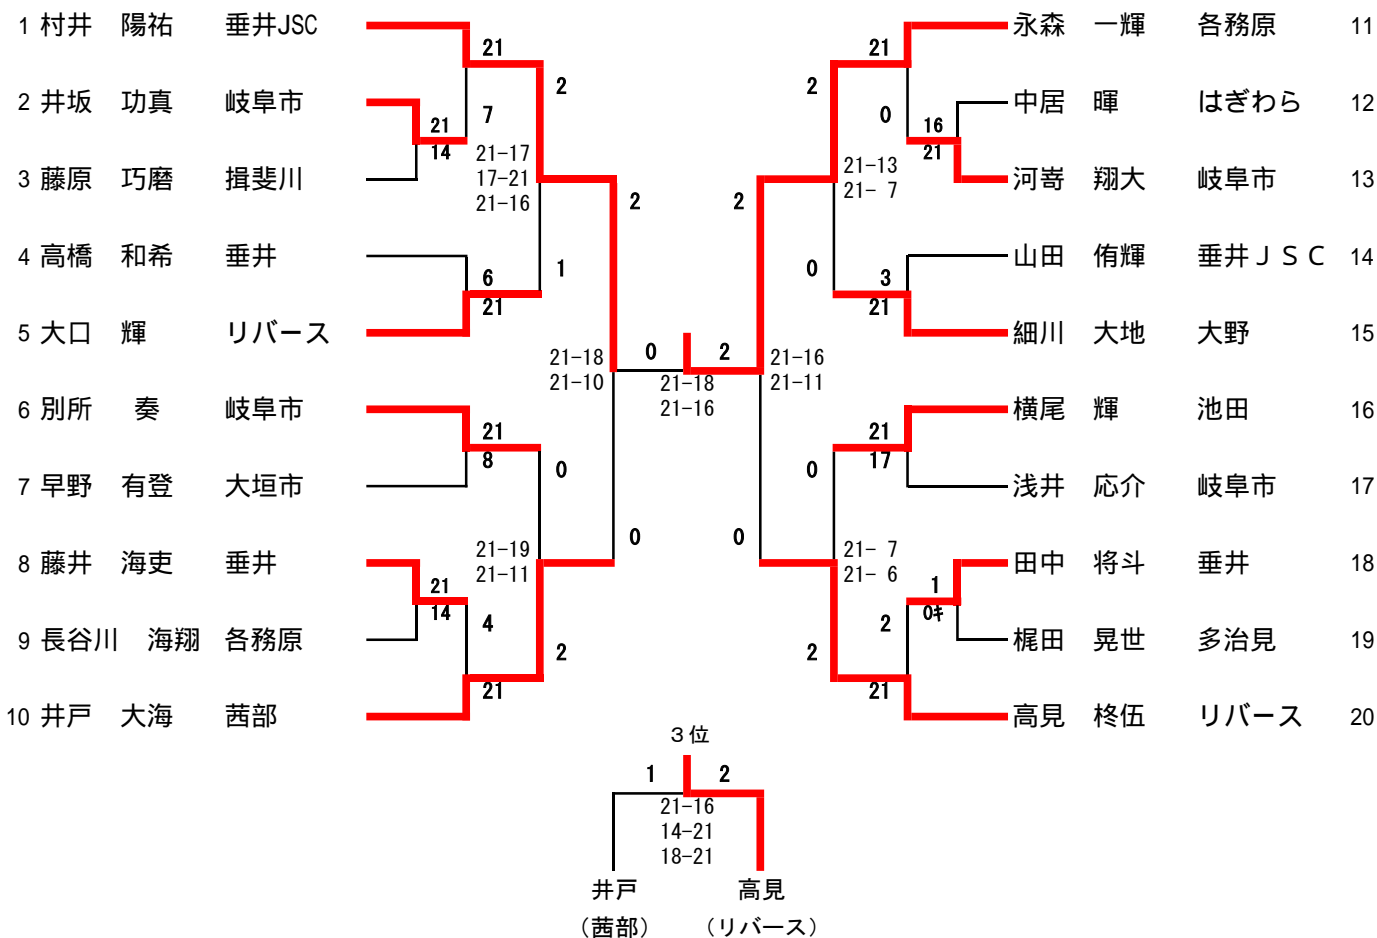 1 村井 陽祐 垂井JSC
21
2
7
2 井坂 功真 岐阜市
21
14
3 藤原 巧磨 揖斐川
21-17
17-21
21-16
2
4 高橋 和希 垂井
6
21
1
5 大口 輝 リバース
21-18
21-10
0
6 別所 奏 岐阜市
21
8
0
7 早野 有登 大垣市
0
8 藤井 海吏 垂井
21-19
21-11
21
14
4
9 長谷川 海翔 各務原
2
21
10 井戸 大海 茜部
2
21-18
21-16
永森 一輝 各務原 11
21
2
0
中居 暉 はぎわら 12
16
21
河嵜 翔大 岐阜市 13
21-13
21- 7
2
山田 侑輝 垂井ＪＳＣ 14
3
21
0
細川 大地 大野 15
21-16
21-11
横尾 輝 池田 16
21
17
0
浅井 応介 岐阜市 17
0
21- 7
21- 6
田中 将斗 垂井 18
1
0ｷ
2
梶田 晃世 多治見 19
2
21
高見 柊伍 リバース 20
３位
1 2
21-16
14-21
18-21
井戸 高見
（茜部） （リバース）